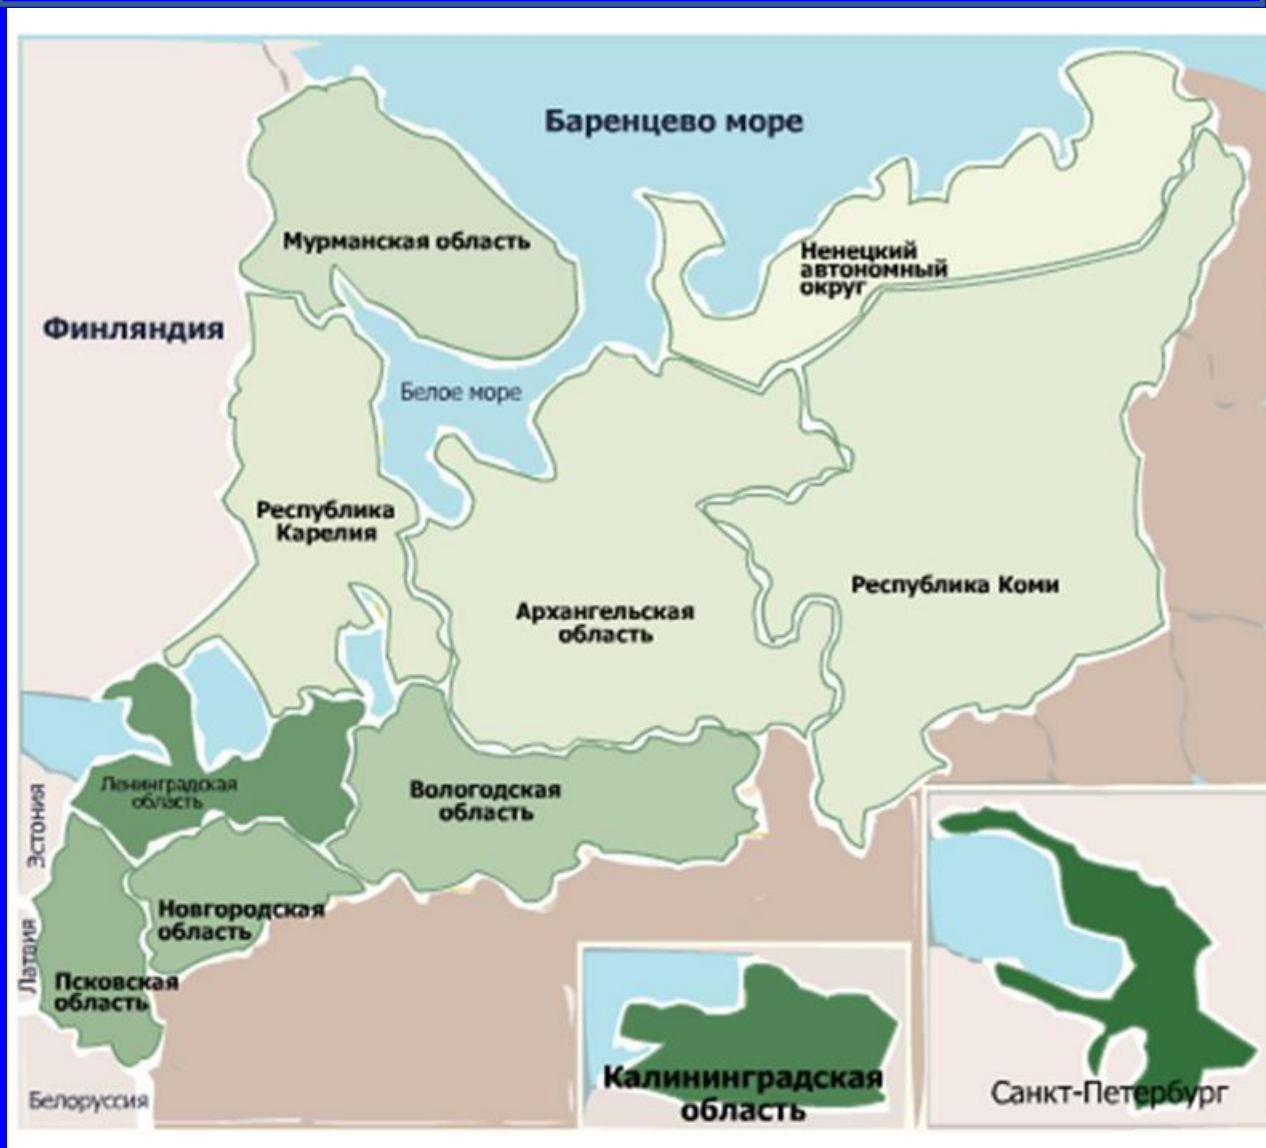 Баренцево море
Мурманская область
Ненецкий
автономный
округ
Финляндия
Белое море
Республика
Карелия
Республика Коми
Архангельская
область
Ленинградская
область
Вологодская
область
Эстония
Новгородская
область
Латвия
Псковская
область
Калининградская
область
Санкт-Петербург
Белоруссия